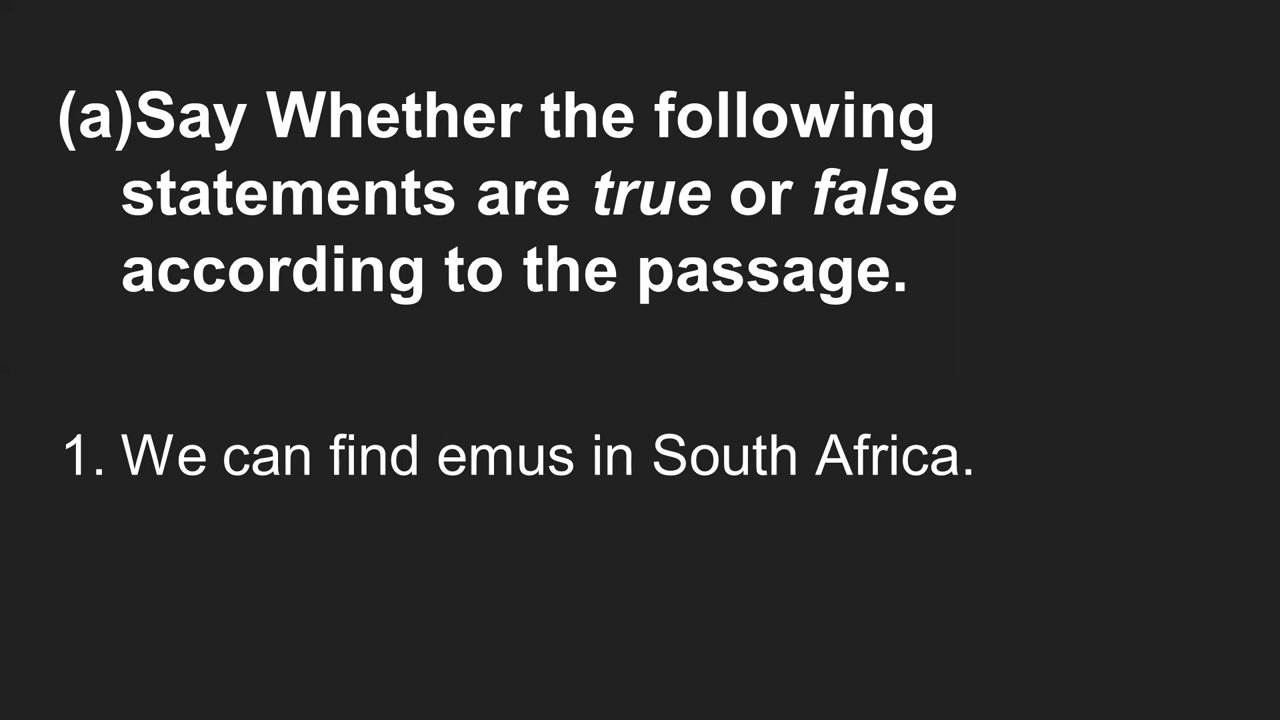 (a)Say Whether the following
statements are true or false
according to the passage.
1. We can find emus in South Africa.